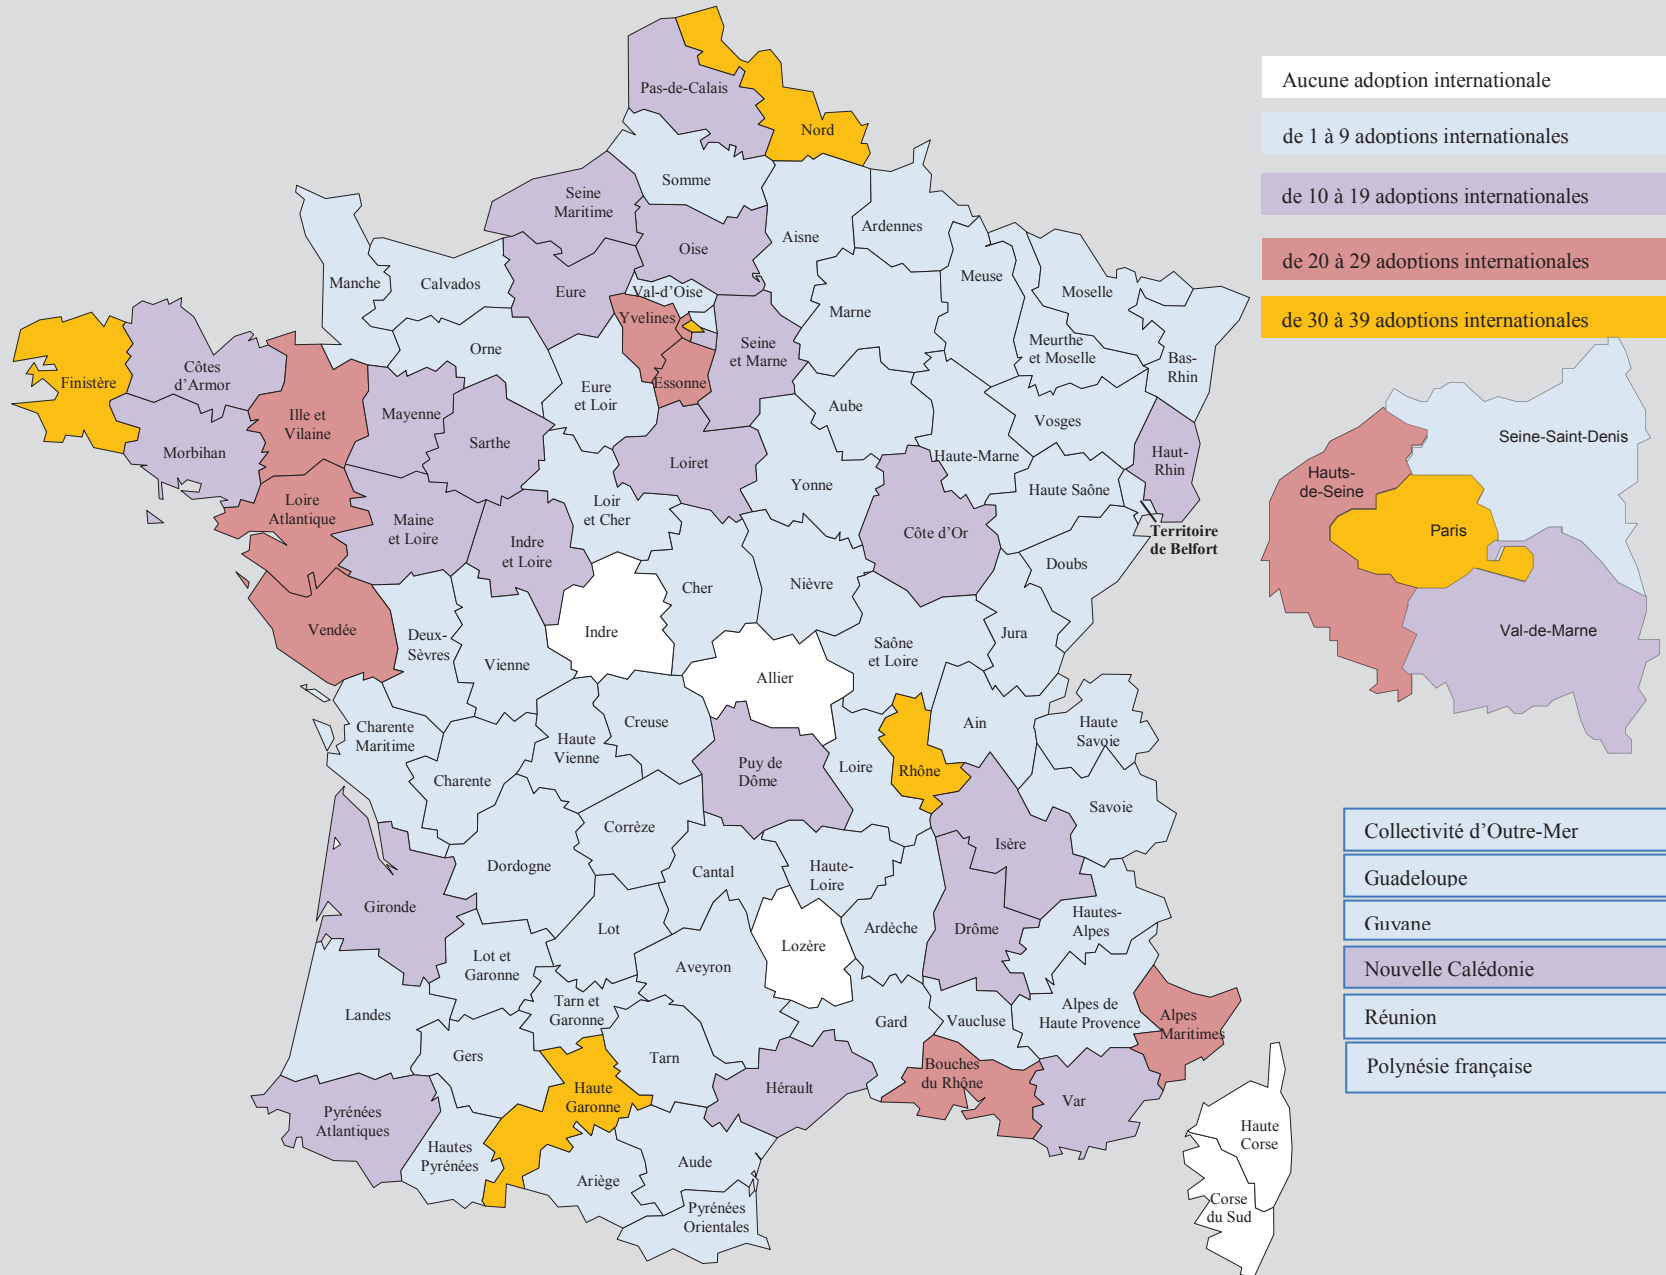 Pas-de-Calais
Nord
Somme
Seine
Maritime
Oise
Aisne
Ardennes
Manche
Calvados
Eure
Val-d’Oise
Yvelines
Essonne
Seine
et Marne
Marne
Meuse
Moselle
Meurthe
et Moselle
Bas-
Rhin
Orne
Eure
et Loir
Finistère
Côtes
d’Armor
Morbihan
Ille et
Vilaine
Mayenne
Sarthe
Loiret
Aube
Haute-Marne
Vosges
Haut-
Rhin
Loire
Atlantique
Maine
et Loire
Indre
et Loire
Loir
et Cher
Yonne
Côte d’Or
Haute Saône
Territoire
de Belfort
Doubs
Jura
Vendée
Deux-
Sèvres
Vienne
Indre
Cher
Nièvre
Saône
et Loire
Allier
Charente
Maritime
Charente
Haute
Vienne
Creuse
Puy de
Dôme
Loire
Rhône
Ain
Haute
Savoie
Savoie
Isère
Corrèze
Dordogne
Cantal
Haute-
Loire
Gironde
Lot
Lot et
Garonne
Aveyron
Lozère
Ardèche
Drôme
Hautes-
Alpes
Landes
Tarn et
Garonne
Gers
Tarn
Gard
Vaucluse
Alpes de
Haute Provence
Alpes
Maritimes
Haute
Garonne
Hérault
Bouches
du Rhône
Var
Pyrénées
Atlantiques
Hautes
Pyrénées
Ariège
Aude
Pyrénées
Orientales
Haute
Corse
Corse
du Sud
Aucune adoption internationale
de 1 à 9 adoptions internationales
de 10 à 19 adoptions internationales
de 20 à 29 adoptions internationales
de 30 à 39 adoptions internationales
Seine-Saint-Denis
Hauts-
de-Seine
Paris
Val-de-Marne
Collectivité d’Outre-Mer
Guadeloupe
Guyane
Nouvelle Calédonie
Réunion
Polynésie française